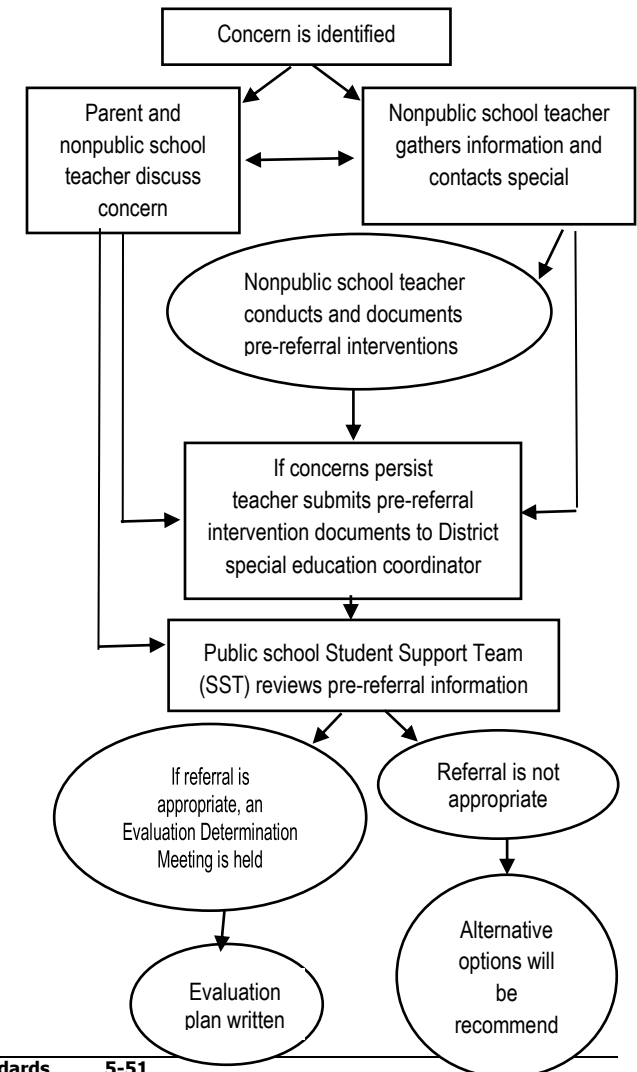 Concern is identified
Parent and
nonpublic school
teacher discuss
concern
Nonpublic school teacher
gathers information and
contacts special
Nonpublic school teacher
conducts and documents
pre-referral interventions
If concerns persist
teacher submits pre-referral
intervention documents to District
special education coordinator
Public school Student Support Team
(SST) reviews pre-referral information
If referral is
appropriate, an
Evaluation Determination
Meeting is held
Referral is not
appropriate
Evaluation
plan written
Alternative
options will
be
recommend
dards 5-51